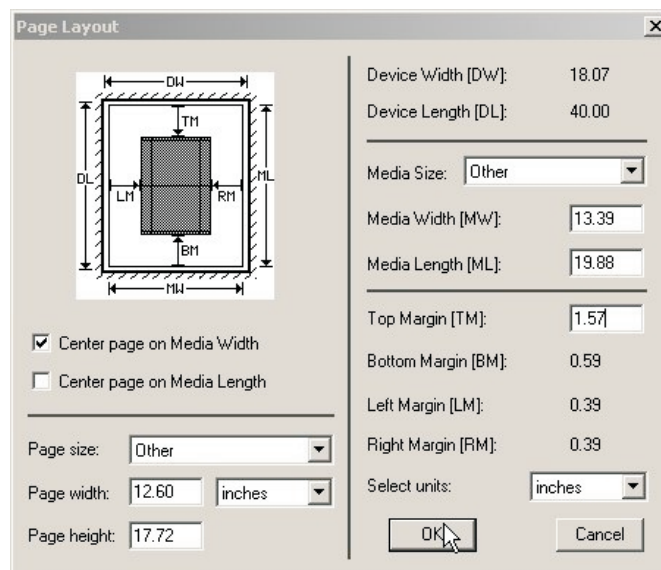 Page Layout
DW
TM
DL
ML
LM
RM
BM
MW
Center page on Media Width
Center page on Media Length
Page size: Other
Page width: 12.60 inches
Page height: 17.72
Device Width [DW]: 18.07
Device Length [DL]: 40.00
Media Size: Other
Media Width [MW]: 13.39
Media Length [ML]: 19.88
Top Margin [TM]: 1.57
Bottom Margin [BM]: 0.59
Left Margin [LM]: 0.39
Right Margin [RM]: 0.39
Select units: inches
OK
Cancel